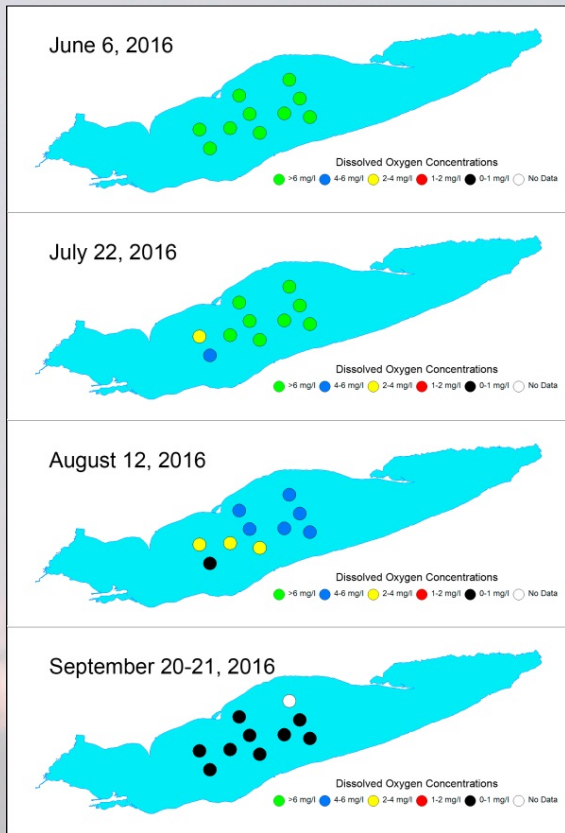 June 6, 2016
Dissolved Oxygen Concentrations
>6 mg/l 4-6 mg/l 2-4 mg/l 1-2 mg/l 0-1 mg/l No Data
July 22, 2016
Dissolved Oxygen Concentrations
>6 mg/l 4-6 mg/l 2-4 mg/l 1-2 mg/l 0-1 mg/l No Data
August 12, 2016
Dissolved Oxygen Concentrations
>6 mg/l 4-6 mg/l 2-4 mg/l 1-2 mg/l 0-1 mg/l No Data
September 20-21, 2016
Dissolved Oxygen Concentrations
>6 mg/l 4-6 mg/l 2-4 mg/l 1-2 mg/l 0-1 mg/l No Data